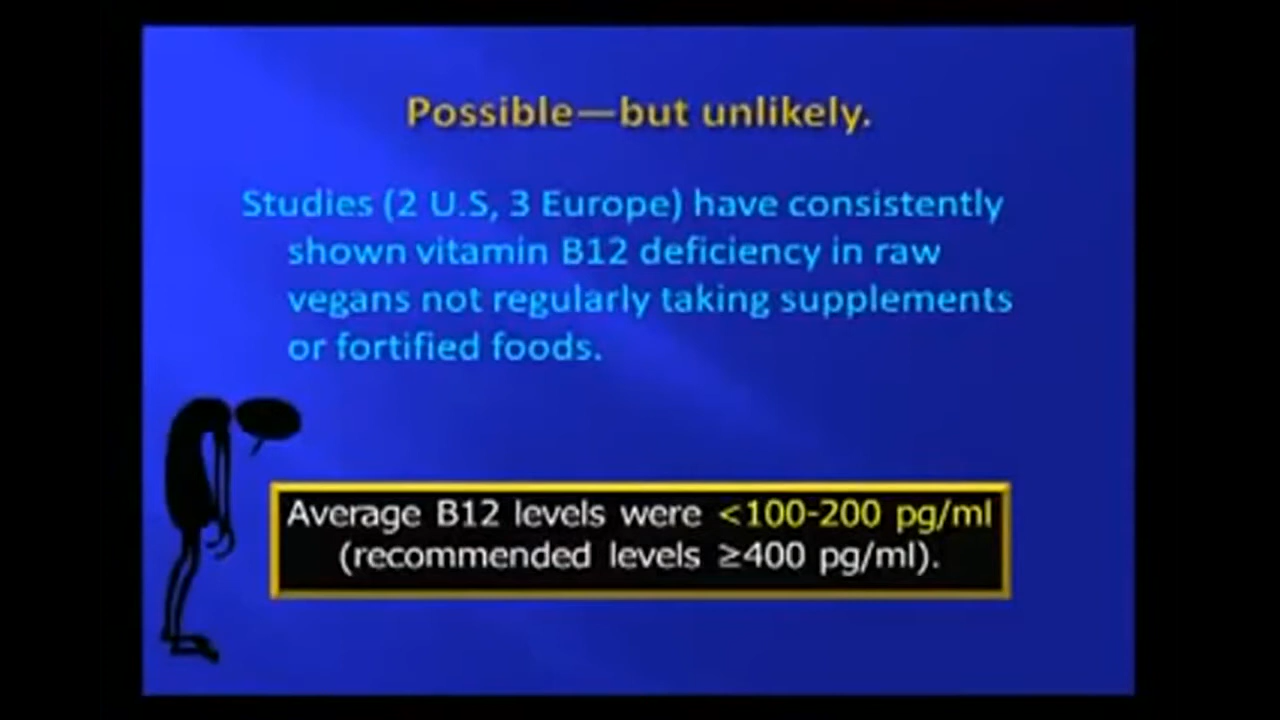 Possible—but unlikely.
Studies (2 U.S, 3 Europe) have consistently
shown vitamin B12 deficiency in raw
vegans not regularly taking supplements
or fortified foods.
Average B12 levels were <100-200 pg/ml
(recommended levels ≥400 pg/ml).